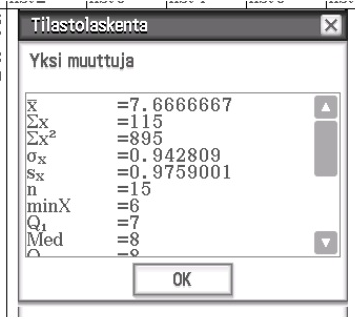 Tilastolaskenta
Yksi muuttuja
x̅ =7.6666667
Σx =115
Σx² =895
σx =0.942809
sx =0.9759001
n =15
minX =6
Q₁ =7
Med =8
OK